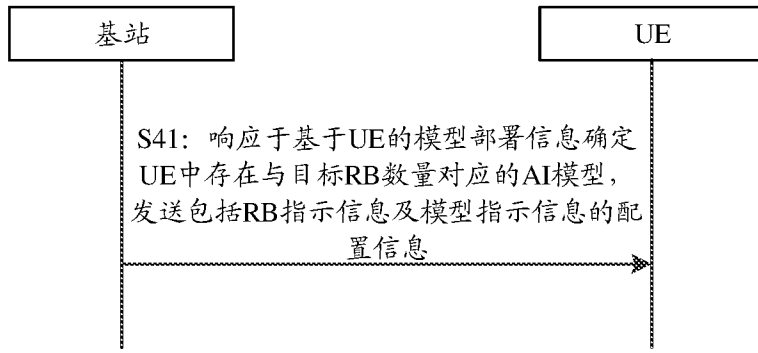 基站
UE
S41：响应于基于UE的模型部署信息确定
UE中存在与目标RB数量对应的AI模型，
发送包括RB指示信息及模型指示信息的配
置信息